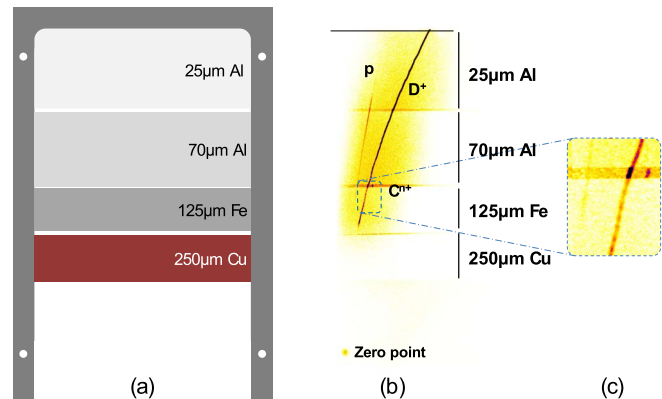 25μm Al
70μm Al
125μm Fe
250μm Cu
(a)
p
D+
Cn+
25μm Al
70μm Al
125μm Fe
250μm Cu
Zero point
(b)
(c)